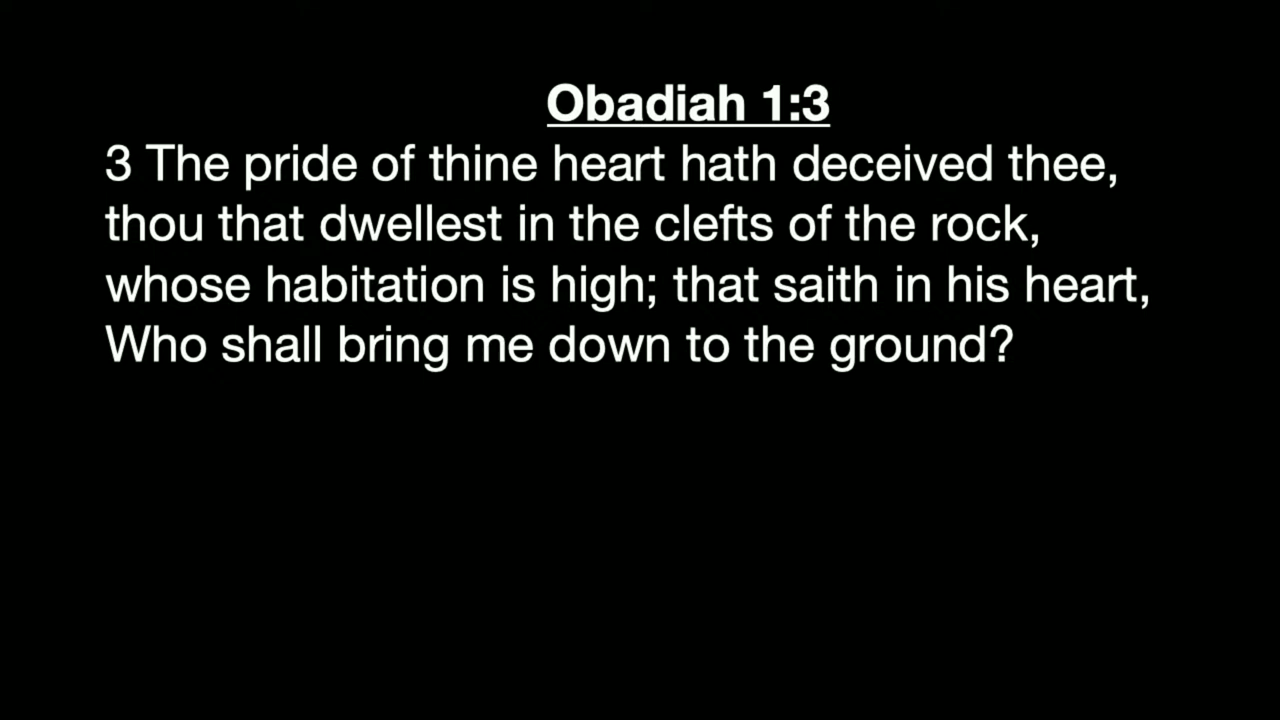 Obadiah 1:3
3 The pride of thine heart hath deceived thee,
thou that dwellest in the clefts of the rock,
whose habitation is high; that saith in his heart,
Who shall bring me down to the ground?